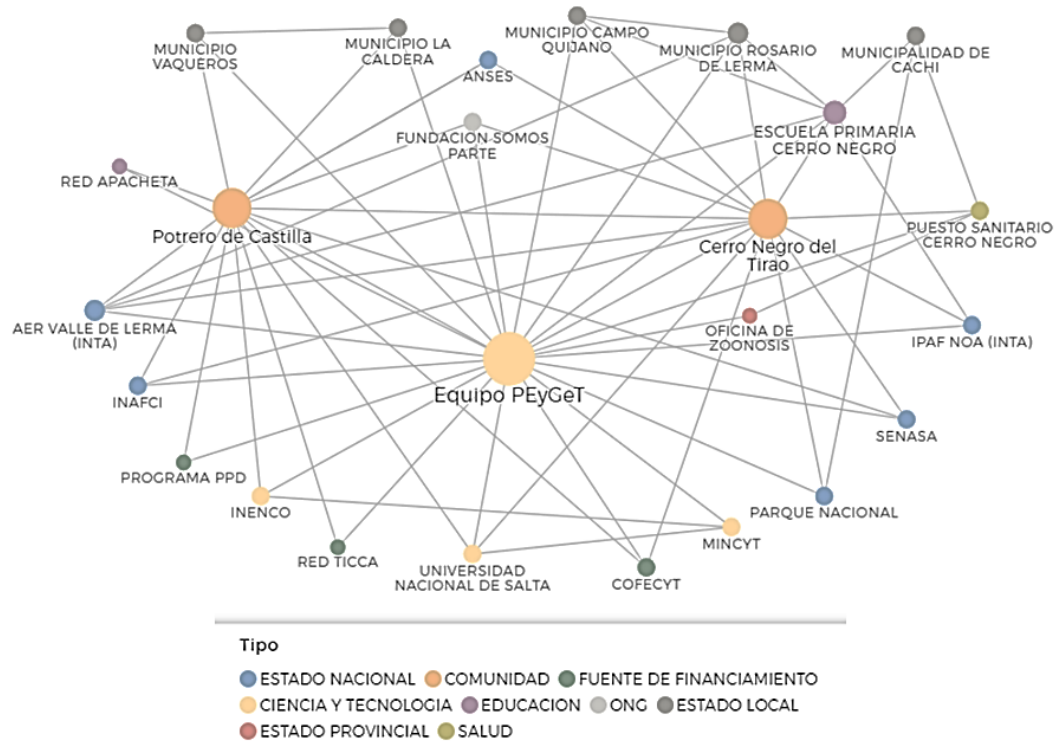 MUNICIPIO
VAQUEROS
MUNICIPIO LA
CALDERA
MUNICIPIO CAMPO
QUIJANO
MUNICIPIO ROSARIO
DE LERMA
MUNICIPALIDAD DE
CACHI
ANSES
FUNDACION SOMOS
PARTE
ESCUELA PRIMARIA
CERRO NEGRO
RED APACHETA
Potrero de Castilla
Cerro Negro del
Tirao
PUESTO SANITARIO
CERRO NEGRO
AER VALLE DE LERMA
(INTA)
OFICINA DE
ZOONOSIS
IPAF NOA (INTA)
INAFCI
Equipo PEyGeT
SENASA
PROGRAMA PPD
INENCO
PARQUE NACIONAL
MINCYT
RED TICCA
UNIVERSIDAD
NACIONAL DE SALTA
COFECYT
Tipo
ESTADO NACIONAL COMUNIDAD FUENTE DE FINANCIAMIENTO
CIENCIA Y TECNOLOGIA EDUCACION ONG ESTADO LOCAL
ESTADO PROVINCIAL SALUD